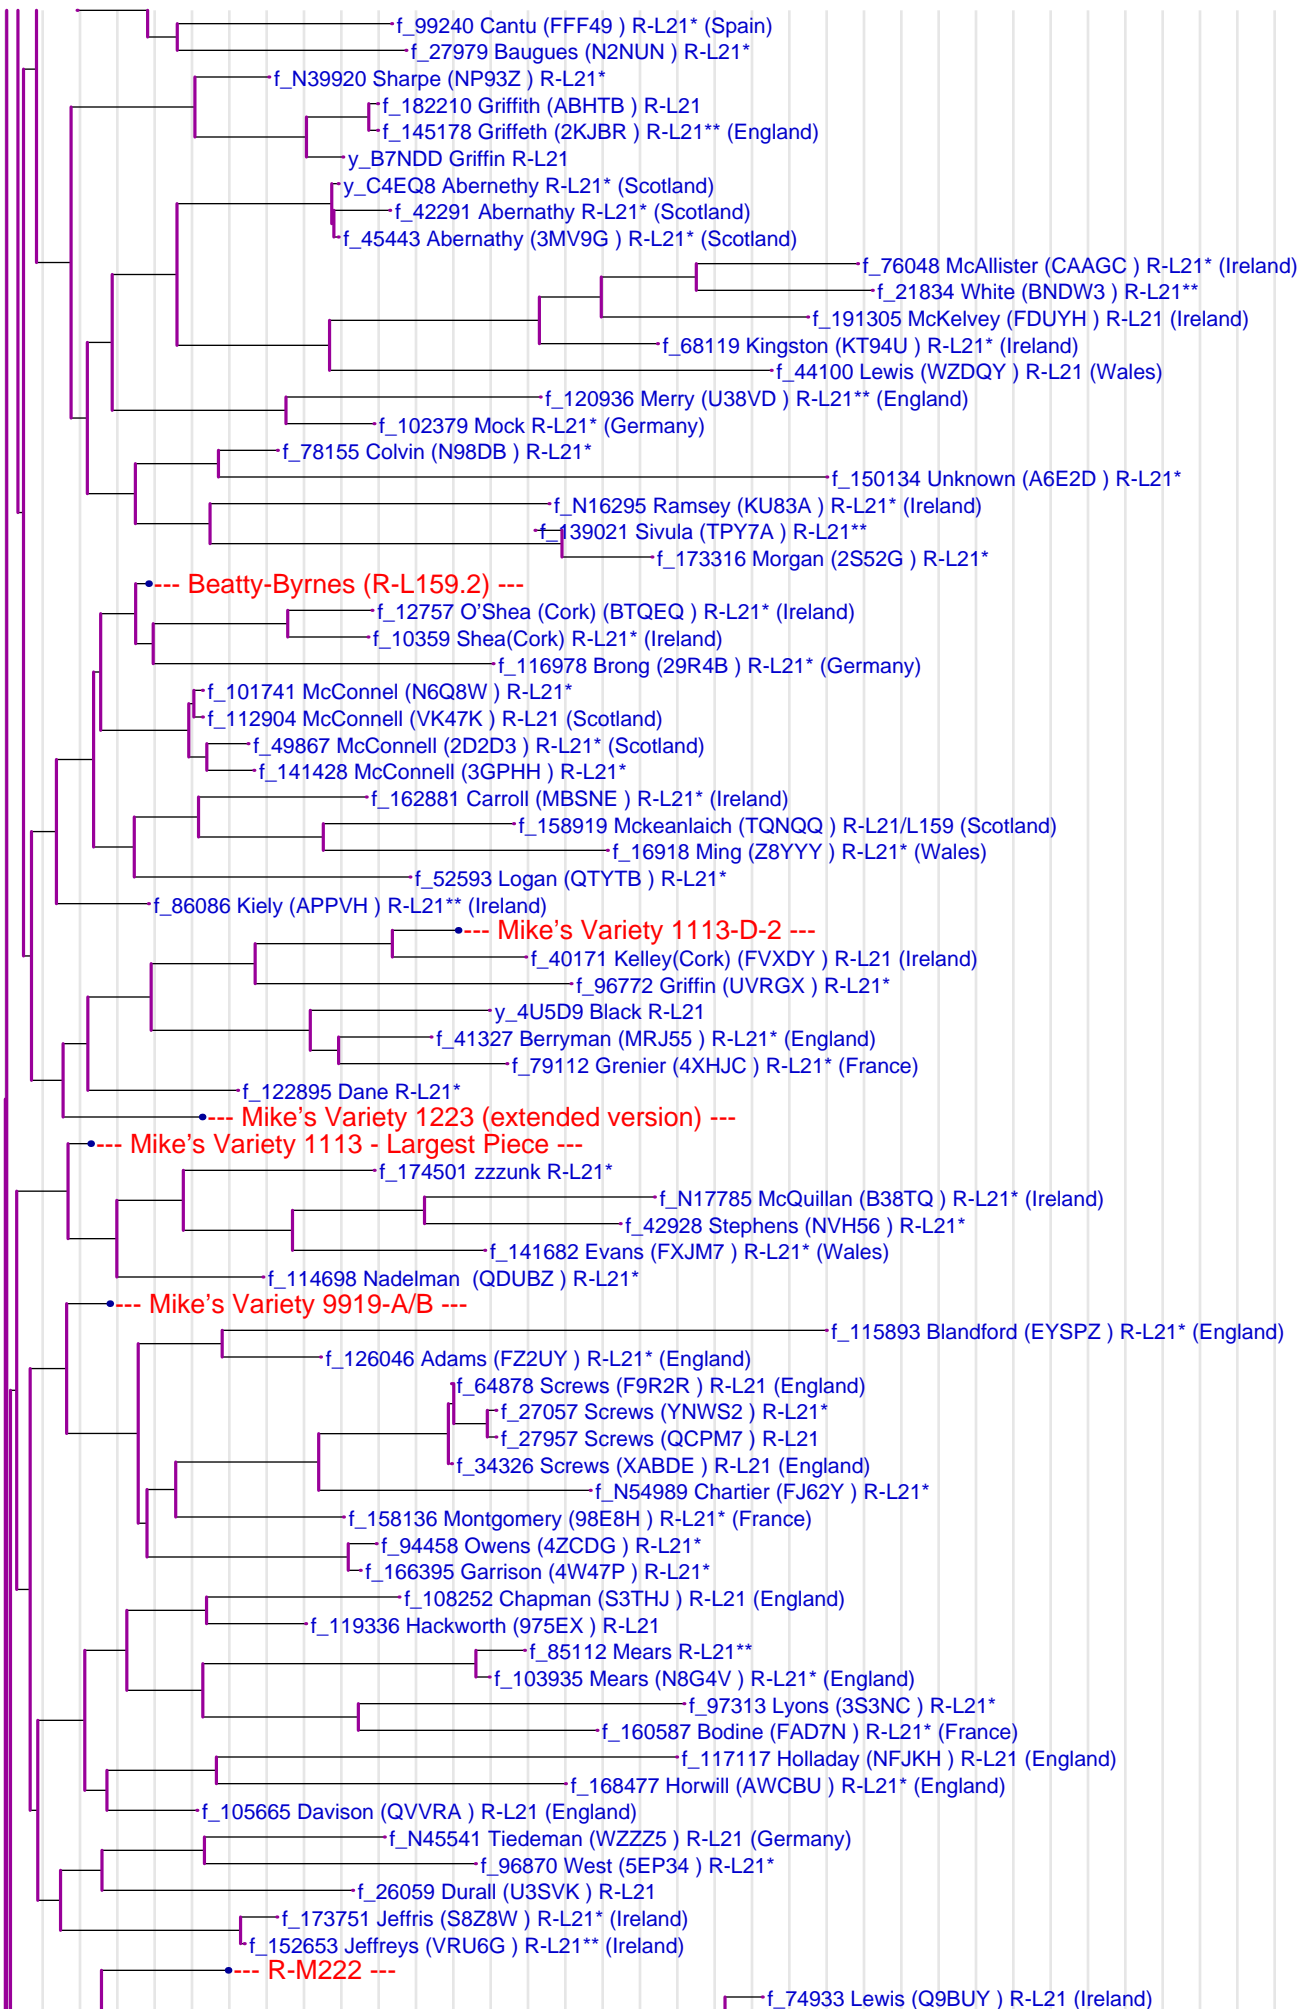 f_99240 Cantu (FFF49 ) R-L21* (Spain)
f_27979 Baugues (N2NUN ) R-L21*
f_N39920 Sharpe (NP93Z ) R-L21*
f_182210 Griffith (ABHTB ) R-L21
f_145178 Griffeth (2KJBR ) R-L21** (England)
y_B7NDD Griffin R-L21
y_C4EQ8 Abernethy R-L21* (Scotland)
f_42291 Abernathy R-L21* (Scotland)
f_45443 Abernathy (3MV9G ) R-L21* (Scotland)
f_76048 McAllister (CAAGC ) R-L21* (Ireland)
f_21834 White (BNDW3 ) R-L21**
f_191305 McKelvey (FDUYH ) R-L21 (Ireland)
f_68119 Kingston (KT94U ) R-L21* (Ireland)
f_44100 Lewis (WZDQY ) R-L21 (Wales)
f_120936 Merry (U38VD ) R-L21** (England)
f_102379 Mock R-L21* (Germany)
f_78155 Colvin (N98DB ) R-L21*
f_150134 Unknown (A6E2D ) R-L21*
f_N16295 Ramsey (KU83A ) R-L21* (Ireland)
f_139021 Sivula (TPY7A ) R-L21**
f_173316 Morgan (2S52G ) R-L21*
--- Beatty-Byrnes (R-L159.2) ---
f_12757 O'Shea (Cork) (BTQEQ ) R-L21* (Ireland)
f_10359 Shea(Cork) R-L21* (Ireland)
f_116978 Brong (29R4B ) R-L21* (Germany)
f_101741 McConnel (N6Q8W ) R-L21*
f_112904 McConnell (VK47K ) R-L21 (Scotland)
f_49867 McConnell (2D2D3 ) R-L21* (Scotland)
f_141428 McConnell (3GPHH ) R-L21*
f_162881 Carroll (MBSNE ) R-L21* (Ireland)
f_158919 Mckeanlaich (TQNQQ ) R-L21/L159 (Scotland)
f_16918 Ming (Z8YYY ) R-L21* (Wales)
f_52593 Logan (QTYTB ) R-L21*
f_86086 Kiely (APPVH ) R-L21** (Ireland)
--- Mike's Variety 1113-D-2 ---
f_40171 Kelley(Cork) (FVXDY ) R-L21 (Ireland)
f_96772 Griffin (UVRGX ) R-L21*
y_4U5D9 Black R-L21
f_41327 Berryman (MRJ55 ) R-L21* (England)
f_79112 Grenier (4XHJC ) R-L21* (France)
f_122895 Dane R-L21*
--- Mike's Variety 1223 (extended version) ---
--- Mike's Variety 1113 - Largest Piece ---
f_174501 zzzunk R-L21*
f_N17785 McQuillan (B38TQ ) R-L21* (Ireland)
f_42928 Stephens (NVH56 ) R-L21*
f_141682 Evans (FXJM7 ) R-L21* (Wales)
f_114698 Nadelman  (QDUBZ ) R-L21*
--- Mike's Variety 9919-A/B ---
f_115893 Blandford (EYSPZ ) R-L21* (England)
f_126046 Adams (FZ2UY ) R-L21* (England)
f_64878 Screws (F9R2R ) R-L21 (England)
f_27057 Screws (YNWS2 ) R-L21*
f_27957 Screws (QCPM7 ) R-L21
f_34326 Screws (XABDE ) R-L21 (England)
f_N54989 Chartier (FJ62Y ) R-L21*
f_158136 Montgomery (98E8H ) R-L21* (France)
f_94458 Owens (4ZCDG ) R-L21*
f_166395 Garrison (4W47P ) R-L21*
f_108252 Chapman (S3THJ ) R-L21 (England)
f_119336 Hackworth (975EX ) R-L21
f_85112 Mears R-L21**
f_103935 Mears (N8G4V ) R-L21* (England)
f_97313 Lyons (3S3NC ) R-L21*
f_160587 Bodine (FAD7N ) R-L21* (France)
f_117117 Holladay (NFJKH ) R-L21 (England)
f_168477 Horwill (AWCBU ) R-L21* (England)
f_105665 Davison (QVVRA ) R-L21 (England)
f_N45541 Tiedeman (WZZZ5 ) R-L21 (Germany)
f_96870 West (5EP34 ) R-L21*
f_26059 Durall (U3SVK ) R-L21
f_173751 Jeffris (S8Z8W ) R-L21* (Ireland)
f_152653 Jeffreys (VRU6G ) R-L21** (Ireland)
--- R-M222 ---
f_74933 Lewis (Q9BUY ) R-L21 (Ireland)